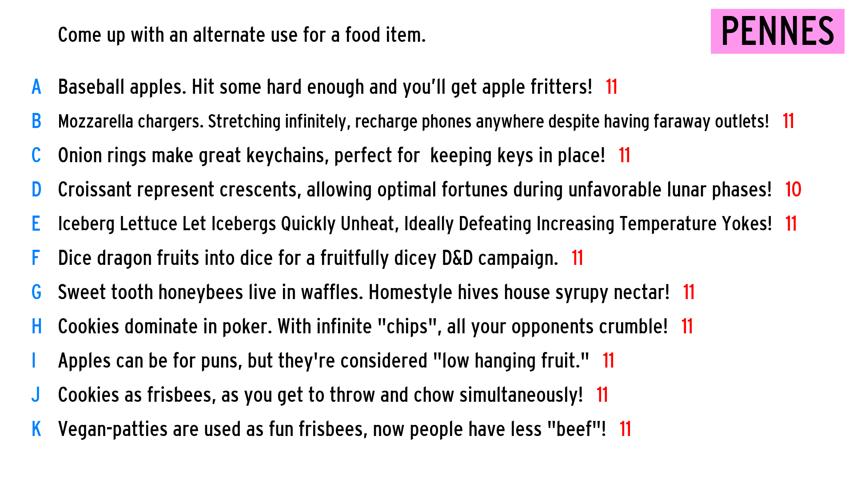 Come up with an alternate use for a food item.
PENNES
A Baseball apples. Hit some hard enough and you'll get apple fritters! 11
B Mozzarella chargers. Stretching infinitely, recharge phones anywhere despite having faraway outlets! 11
C Onion rings make great keychains, perfect for  keeping keys in place! 11
D Croissant represent crescents, allowing optimal fortunes during unfavorable lunar phases! 10
E Iceberg Lettuce Let Icebergs Quickly Unheat, Ideally Defeating Increasing Temperature Yokes! 11
F Dice dragon fruits into dice for a fruitfully dicey D&D campaign. 11
G Sweet tooth honeybees live in waffles. Homestyle hives house syrupy nectar! 11
H Cookies dominate in poker. With infinite "chips", all your opponents crumble! 11
I Apples can be for puns, but they're considered "low hanging fruit." 11
J Cookies as frisbees, as you get to throw and chow simultaneously! 11
K Vegan-patties are used as fun frisbees, now people have less "beef"! 11